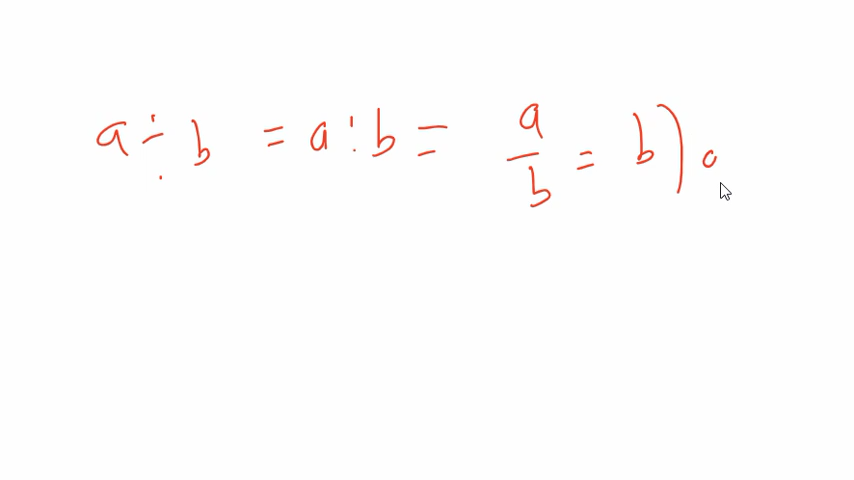 a ÷ b = a : b = a/b = b) a